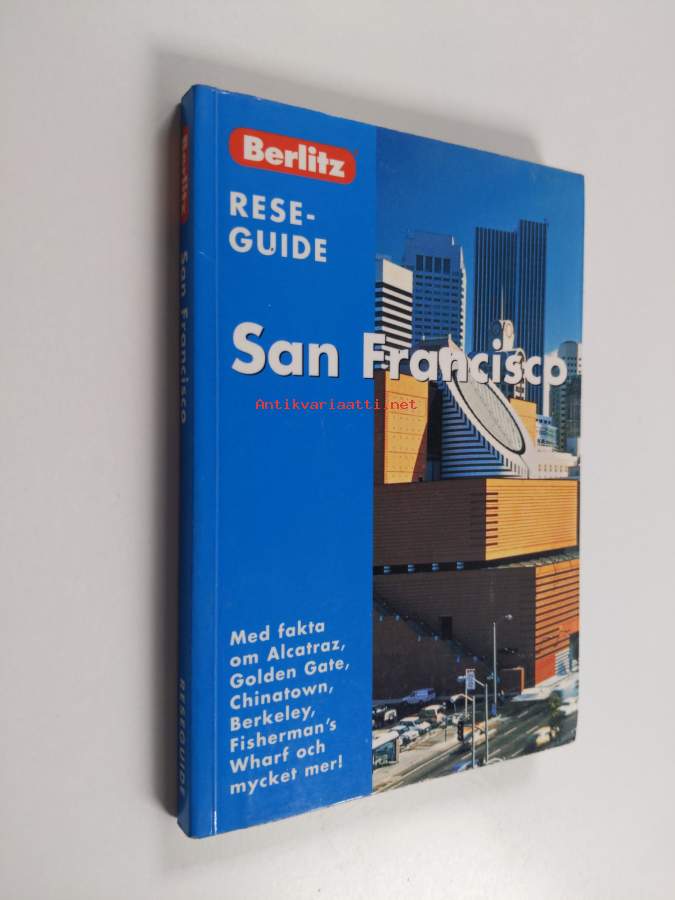 Berlitz
RESE-
GUIDE
San Francisco
Antikvariaatti.net
Med fakta
om Alcatraz,
Golden Gate,
Chinatown,
Berkeley,
Fisherman's
Wharf och
mycket mer!
Berlitz
San Francisco
RESEGUIDE